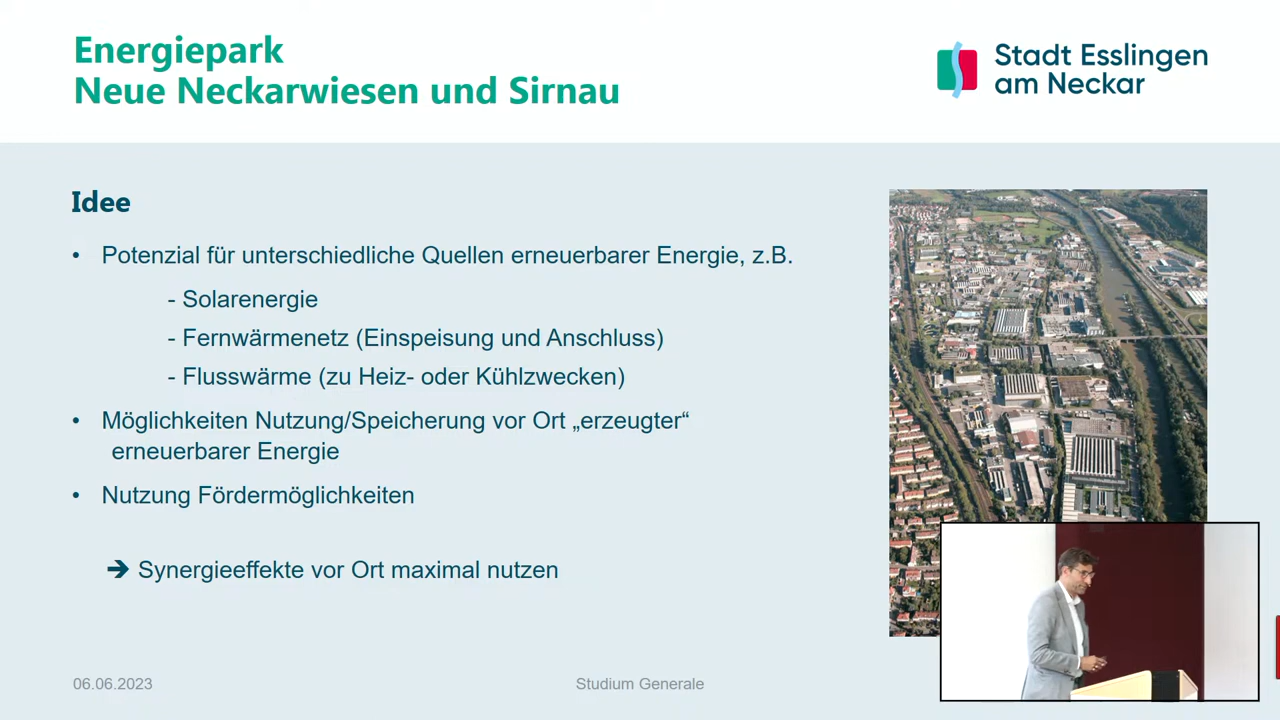 Energiepark
Neue Neckarwiesen und Sirnau
Stadt Esslingen
am Neckar
Idee
• Potenzial für unterschiedliche Quellen erneuerbarer Energie, z.B.
- Solarenergie
- Fernwärmenetz (Einspeisung und Anschluss)
- Flusswärme (zu Heiz- oder Kühlzwecken)
• Möglichkeiten Nutzung/Speicherung vor Ort „erzeugter“
erneuerbarer Energie
• Nutzung Fördermöglichkeiten
➔ Synergieeffekte vor Ort maximal nutzen
06.06.2023
Studium Generale